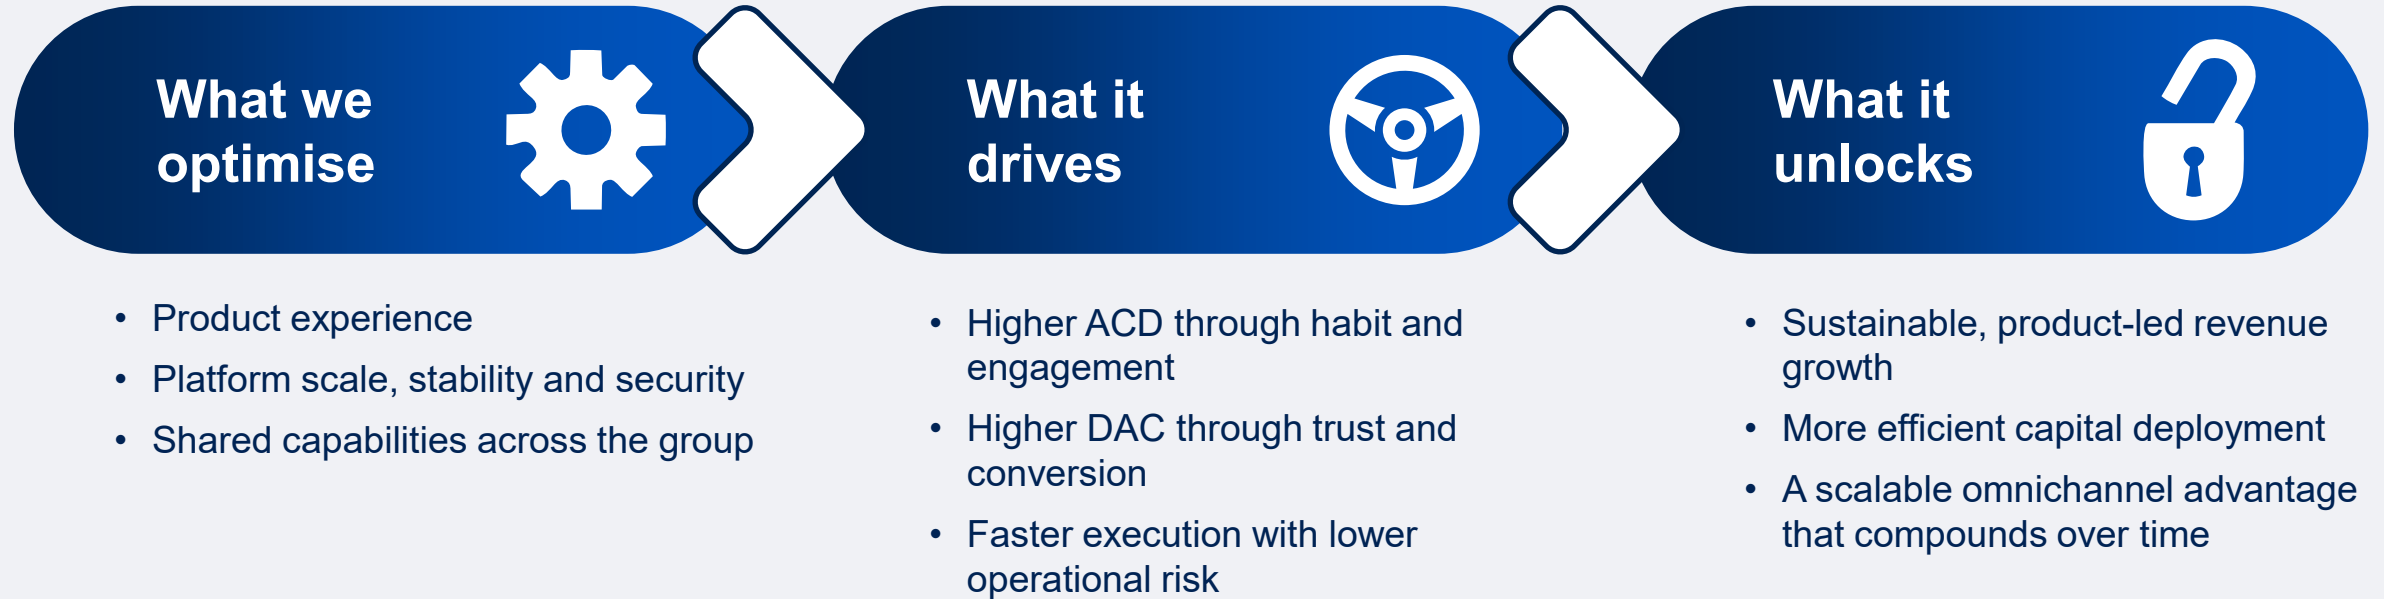 What we
optimise
• Product experience
• Platform scale, stability and security
• Shared capabilities across the group
What it
drives
• Higher ACD through habit and
engagement
• Higher DAC through trust and
conversion
• Faster execution with lower
operational risk
What it
unlocks
• Sustainable, product-led revenue
growth
• More efficient capital deployment
• A scalable omnichannel advantage
that compounds over time